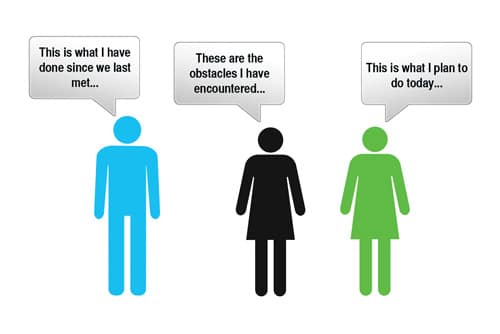 This is what I have
done since we last
met...
These are the
obstacles I have
encountered...
This is what I plan to
do today...